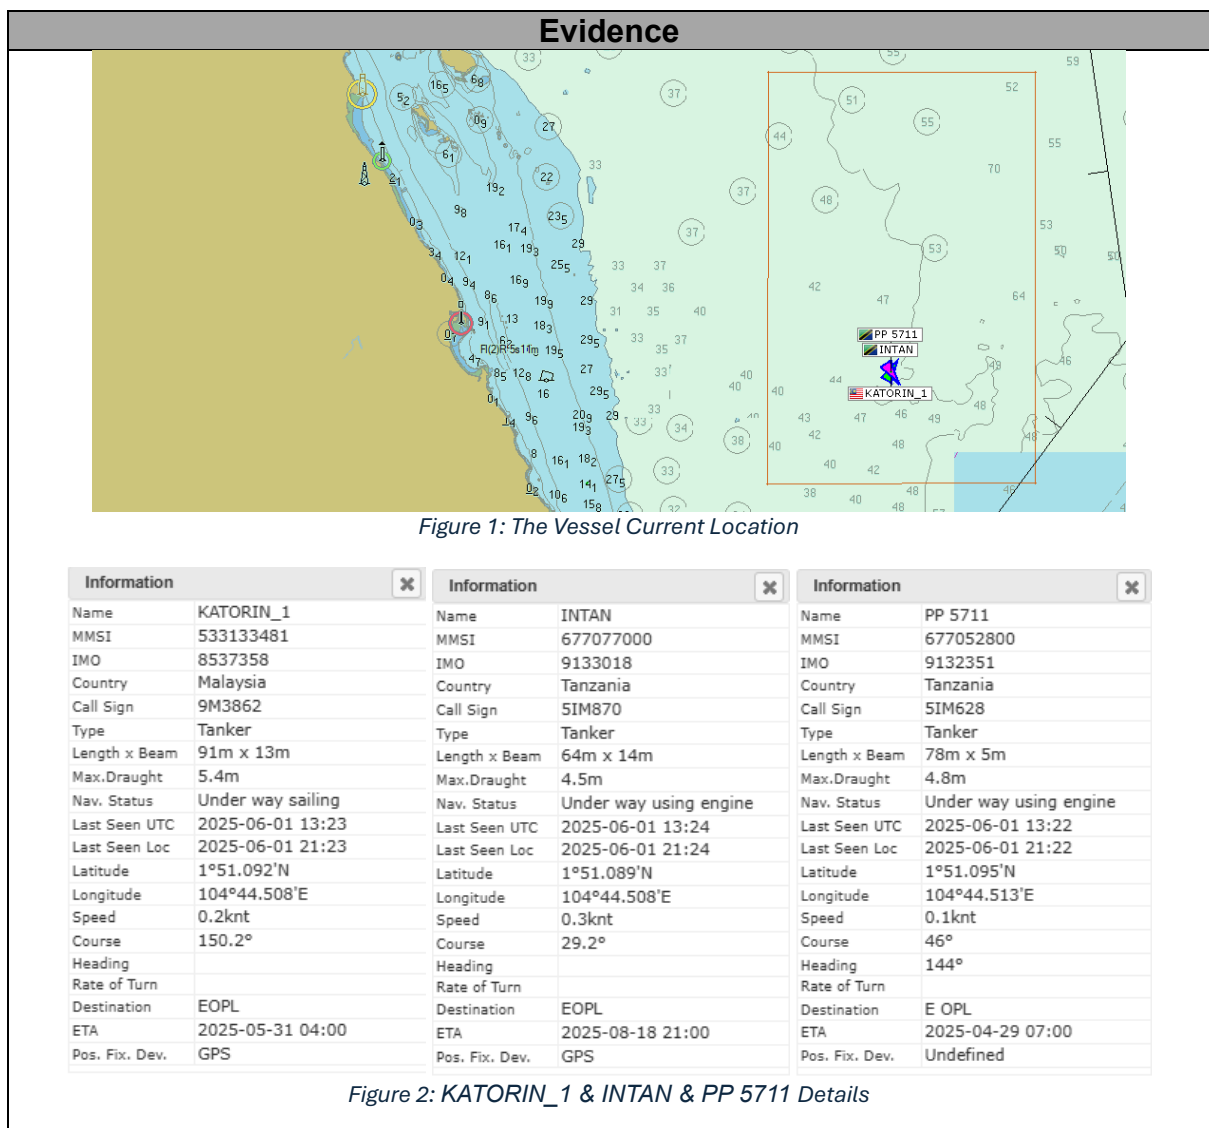 Evidence
PP 5711
INTAN
KATORIN_1
Fl(2)R 5s11m
Figure 1: The Vessel Current Location
Information
Name KATORIN_1
MMSI 533133481
IMO 8537358
Country Malaysia
Call Sign 9M3862
Type Tanker
Length x Beam 91m x 13m
Max.Draught 5.4m
Nav. Status Under way sailing
Last Seen UTC 2025-06-01 13:23
Last Seen Loc 2025-06-01 21:23
Latitude 1°51.092'N
Longitude 104°44.508'E
Speed 0.2knt
Course 150.2°
Heading
Rate of Turn
Destination EOPL
ETA 2025-05-31 04:00
Pos. Fix. Dev. GPS
Information
Name INTAN
MMSI 677077000
IMO 9133018
Country Tanzania
Call Sign 5IM870
Type Tanker
Length x Beam 64m x 14m
Max.Draught 4.5m
Nav. Status Under way using engine
Last Seen UTC 2025-06-01 13:24
Last Seen Loc 2025-06-01 21:24
Latitude 1°51.089'N
Longitude 104°44.508'E
Speed 0.3knt
Course 29.2°
Heading
Rate of Turn
Destination EOPL
ETA 2025-08-18 21:00
Pos. Fix. Dev. GPS
Information
Name PP 5711
MMSI 677052800
IMO 9132351
Country Tanzania
Call Sign 5IM628
Type Tanker
Length x Beam 78m x 5m
Max.Draught 4.8m
Nav. Status Under way using engine
Last Seen UTC 2025-06-01 13:22
Last Seen Loc 2025-06-01 21:22
Latitude 1°51.095'N
Longitude 104°44.513'E
Speed 0.1knt
Course 46°
Heading 144°
Rate of Turn
Destination E OPL
ETA 2025-04-29 07:00
Pos. Fix. Dev. Undefined
Figure 2: KATORIN_1 & INTAN & PP 5711 Details